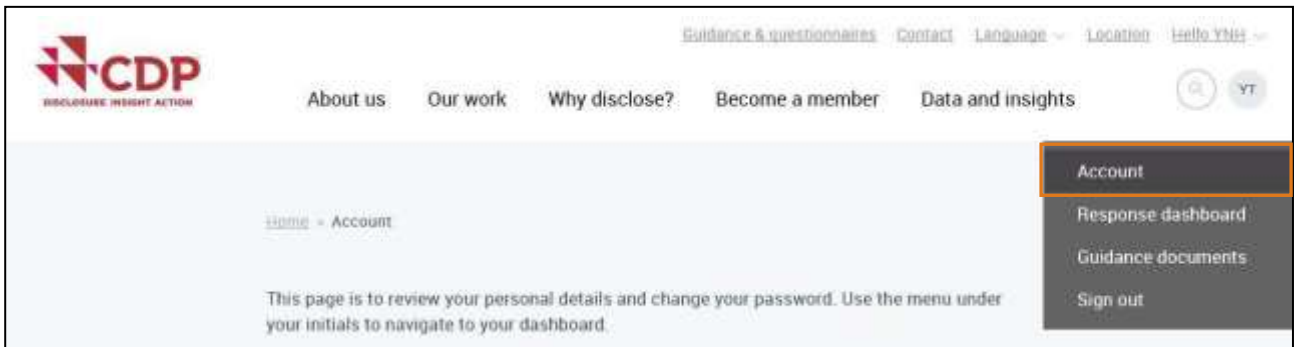 Guidance & questionnaires Contact Language Location Hello YNH
CDP
DISCLOSURE INSIGHT ACTION
About us Our work Why disclose? Become a member Data and insights
YT
Account
Response dashboard
Guidance documents
Sign out
Home » Account
This page is to review your personal details and change your password. Use the menu under
your initials to navigate to your dashboard.